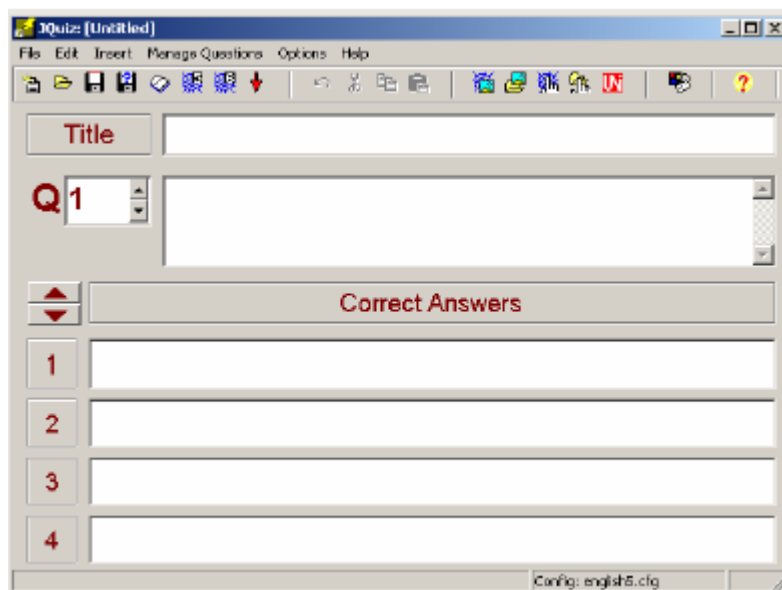 JQuiz: [Untitled]
File Edit Insert Manage Questions Options Help
Title
Q 1
Correct Answers
1
2
3
4
Config: english5.cfg